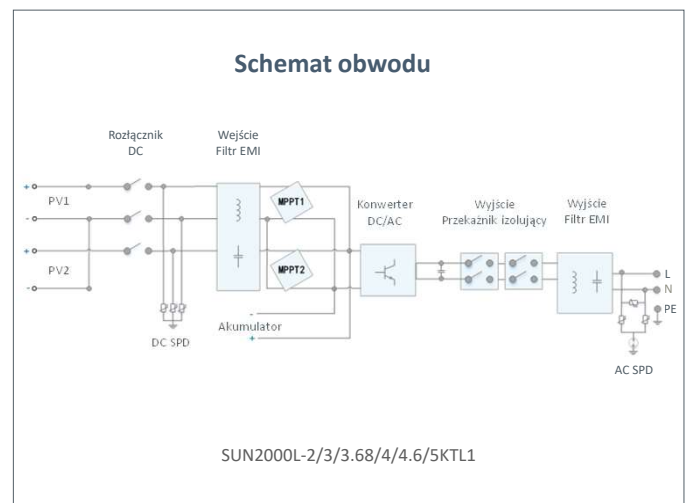 Schemat obwodu
Rozłącznik
DC
Wejście
Filtr EMI
+
PV1
-
+
PV2
-
MPPT1
MPPT2
DC SPD
-
Akumulator
+
Konwerter
DC/AC
Wyjście
Przekaźnik izolujący
Wyjście
Filtr EMI
L
N
PE
AC SPD
SUN2000L-2/3/3.68/4/4.6/5KTL1